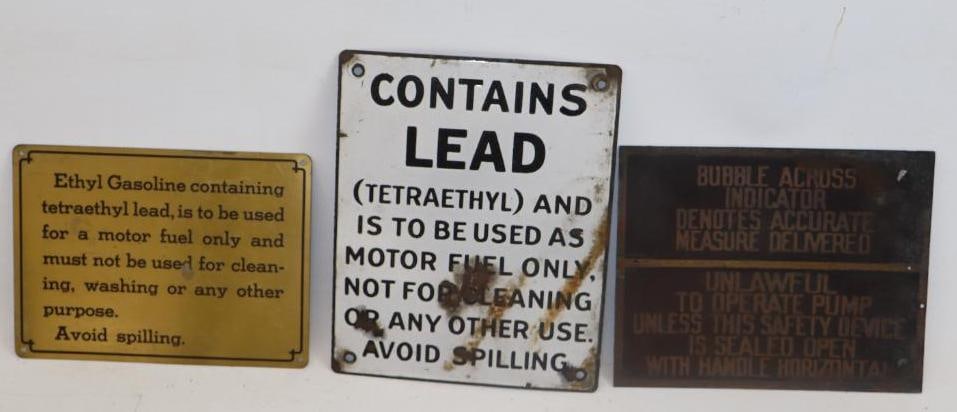 Ethyl Gasoline containing
tetraethyl lead, is to be used
for a motor fuel only and
must not be used for clean-
ing, washing or any other
purpose.
Avoid spilling.
CONTAINS
LEAD
(TETRAETHYL) AND
IS TO BE USED AS
MOTOR FUEL ONLY,
NOT FOR CLEANING
OR ANY OTHER USE.
AVOID SPILLING.
BUBBLE ACROSS
INDICATOR
DENOTES ACCURATE
MEASURE DELIVERED
UNLAWFUL
TO OPERATE PUMP
UNLESS THIS SAFETY DEVICE
IS SEALED OPEN
WITH HANDLE HORIZONTAL